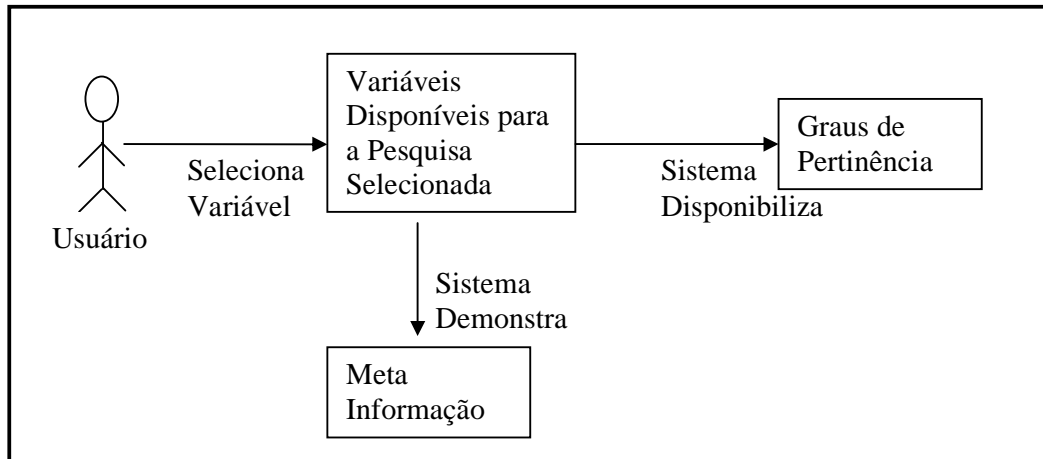 Usuário
Seleciona
Variável
Variáveis
Disponíveis para
a Pesquisa
Selecionada
Sistema
Disponibiliza
Graus de
Pertinência
Sistema
Demonstra
Meta
Informação